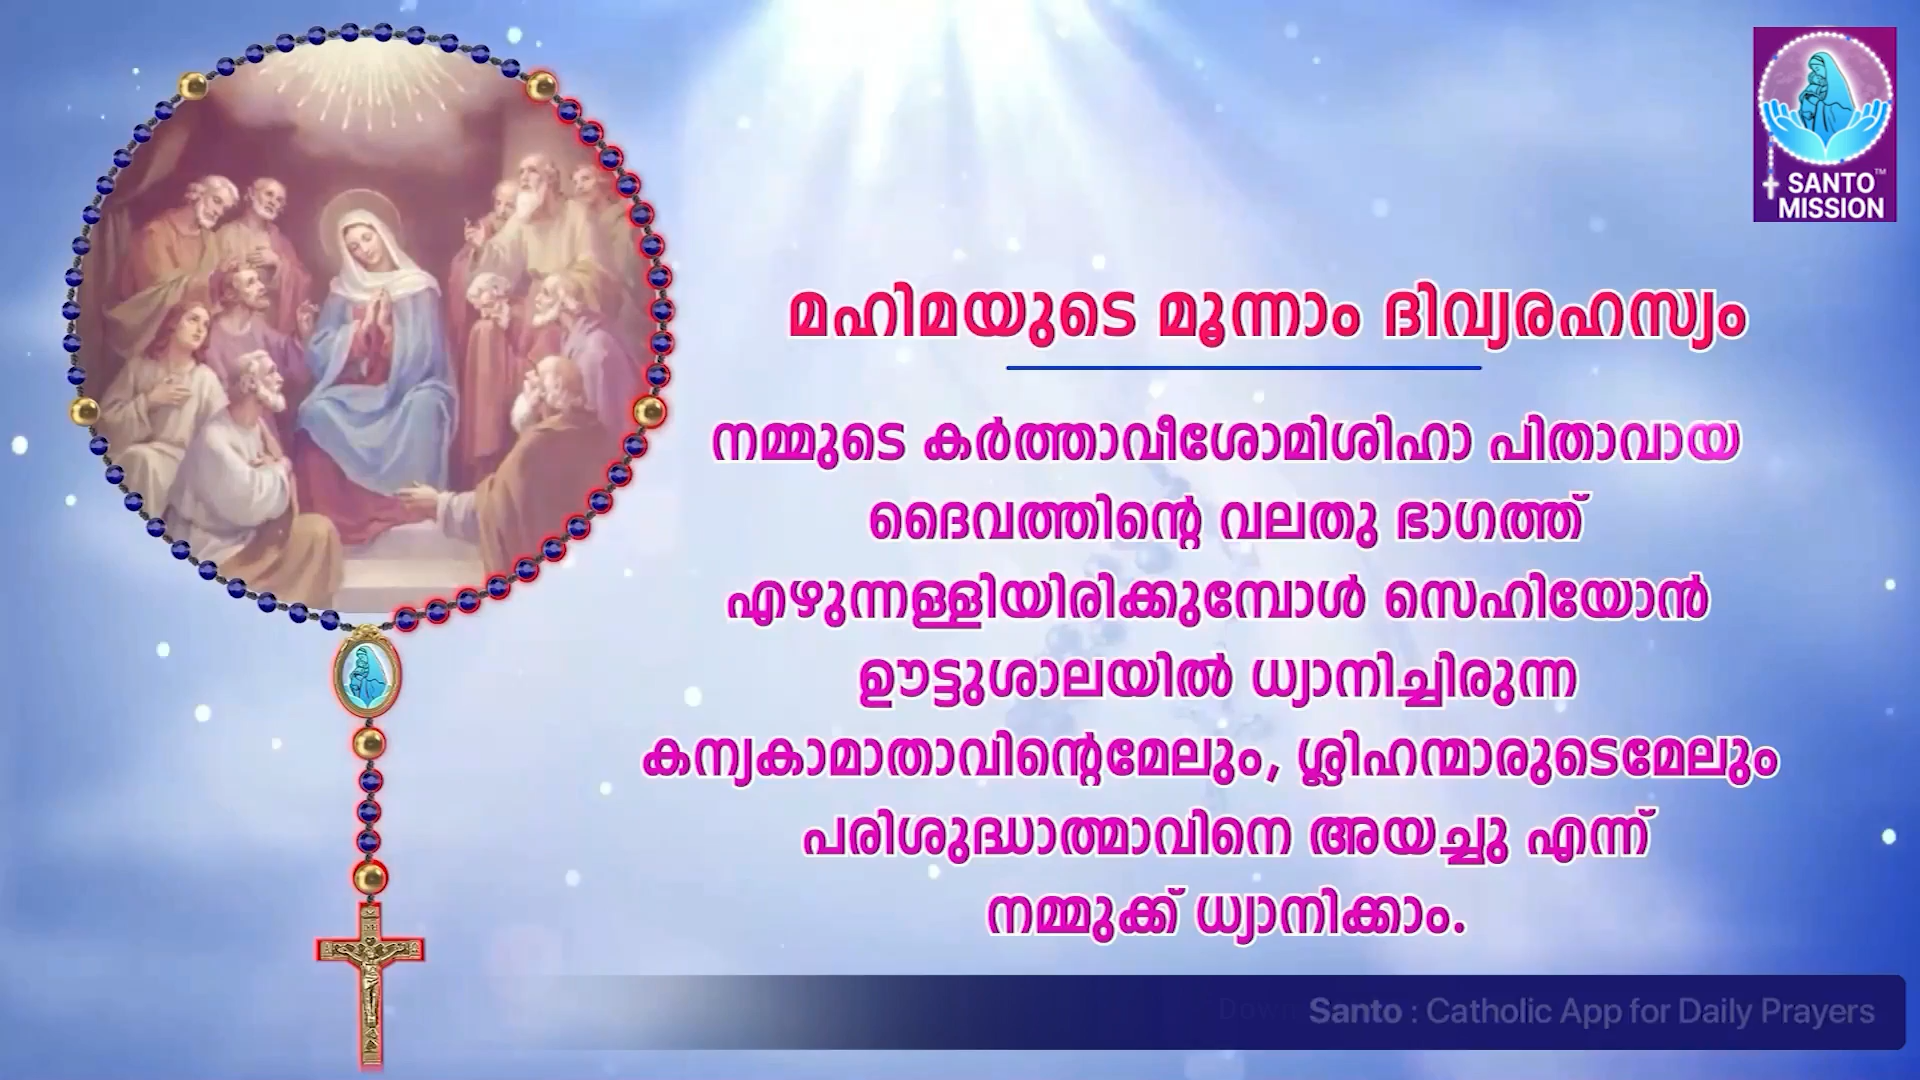 SANTO™
MISSION
മഹിമയുടെ മൂന്നാം ദിവ്യരഹസ്യം
നമ്മുടെ കർത്താവീശോമിശിഹാ പിതാവായ
ദൈവത്തിന്റെ വലതു ഭാഗത്ത്
എഴുന്നള്ളിയിരിക്കുമ്പോൾ സെഹിയോൻ
ഊട്ടുശാലയിൽ ധ്യാനിച്ചിരുന്ന
കന്യകാമാതാവിന്റെമേലും, ശ്ലിഹന്മാരുടെമേലും
പരിശുദ്ധാത്മാവിനെ അയച്ചു എന്ന്
നമ്മുക്ക് ധ്യാനിക്കാം.
Santo : Catholic App for Daily Prayers